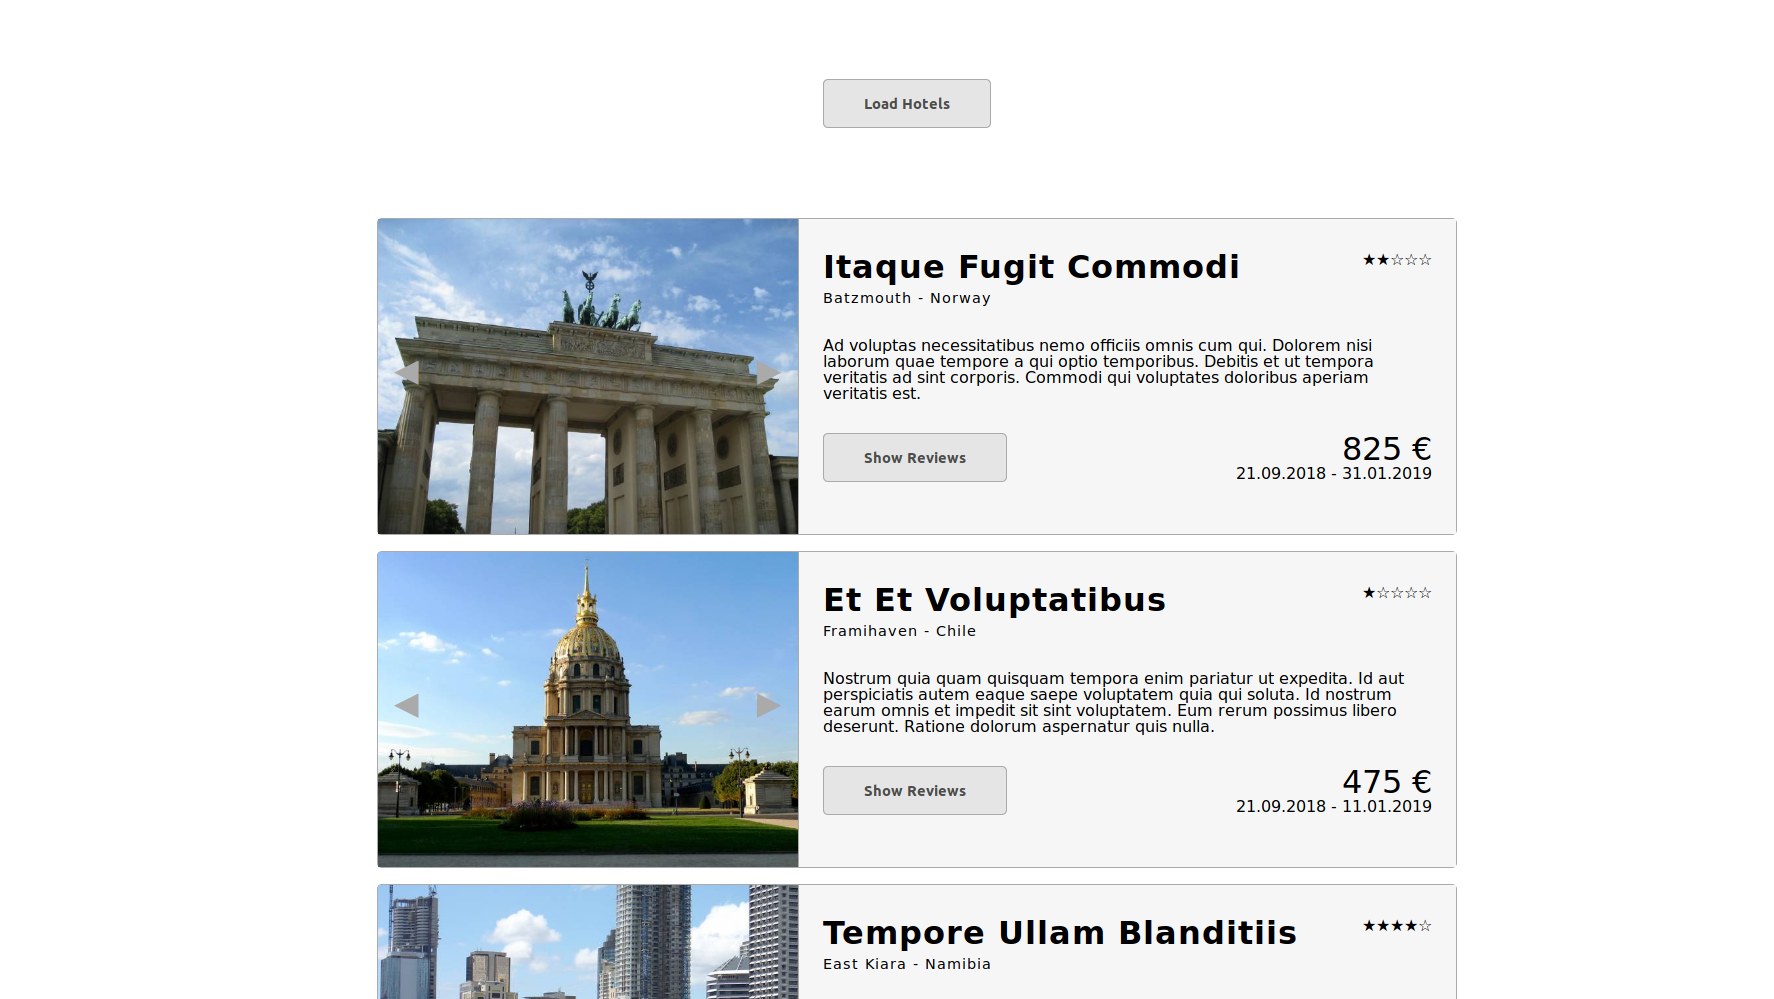 Load Hotels
Itaque Fugit Commodi
★★☆☆☆
Batzmouth - Norway
Ad voluptas necessitatibus nemo officiis omnis cum qui. Dolorem nisi
laborum quae tempore a qui optio temporibus. Debitis et ut tempora
veritatis ad sint corporis. Commodi qui voluptates doloribus aperiam
veritatis est.
Show Reviews
825 €
21.09.2018 - 31.01.2019
Et Et Voluptatibus
★☆☆☆☆
Framihaven - Chile
Nostrum quia quam quisquam tempora enim pariatur ut expedita. Id aut
perspiciatis autem eaque saepe voluptatem quia qui soluta. Id nostrum
earum omnis et impedit sit sint voluptatem. Eum rerum possimus libero
deserunt. Ratione dolorum aspernatur quis nulla.
Show Reviews
475 €
21.09.2018 - 11.01.2019
Tempore Ullam Blanditiis
★★★★☆
East Kiara - Namibia